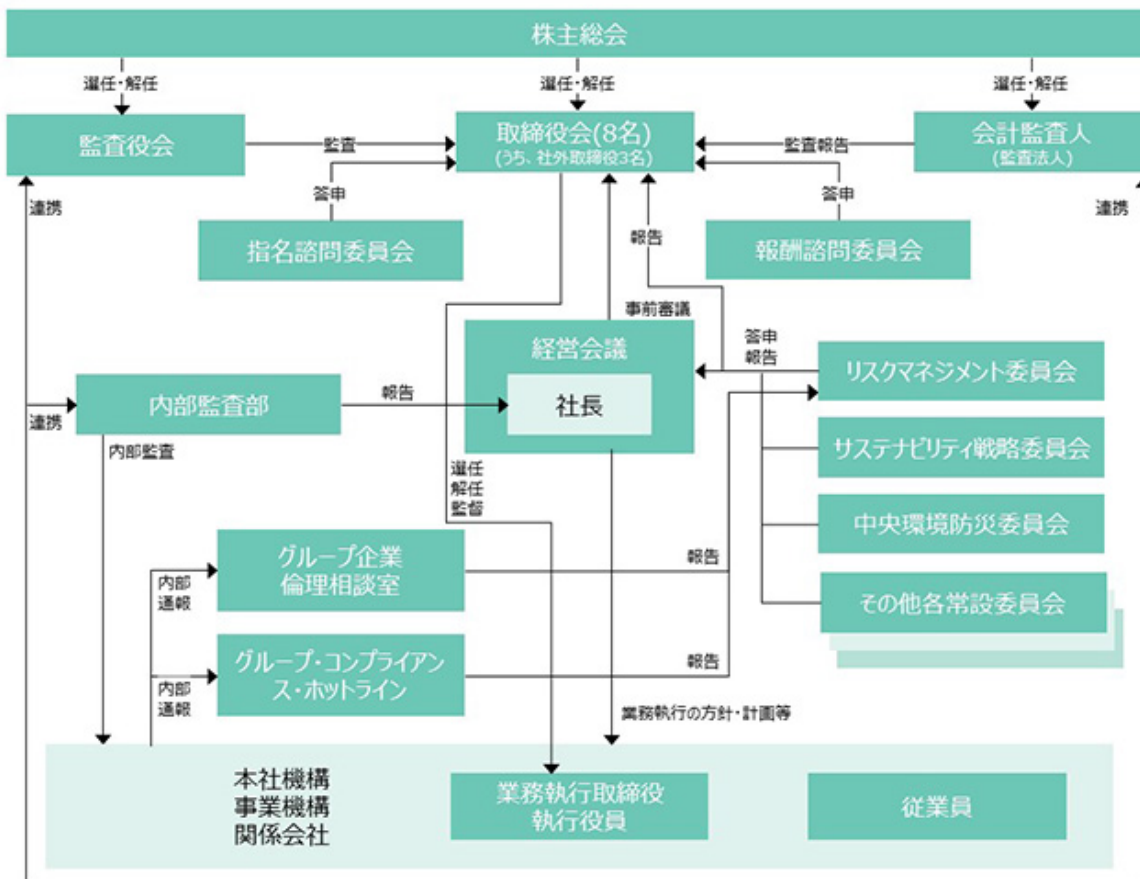 株主総会
選任・解任
選任・解任
選任・解任
監査役会
監査
取締役会(8名)
(うち、社外取締役3名)
監査報告
会計監査人
(監査法人)
連携
答申
答申
連携
指名諮問委員会
報告
報酬諮問委員会
事前審議
経営会議
社長
答申
報告
リスクマネジメント委員会
内部監査部
報告
連携
内部監査
サステナビリティ戦略委員会
選任
解任
監督
中央環境防災委員会
グループ企業
倫理相談室
報告
内部
通報
その他各常設委員会
グループ・コンプライアン
ス・ホットライン
報告
内部
通報
業務執行の方針・計画等
本社機構
事業機構
関係会社
業務執行取締役
執行役員
従業員